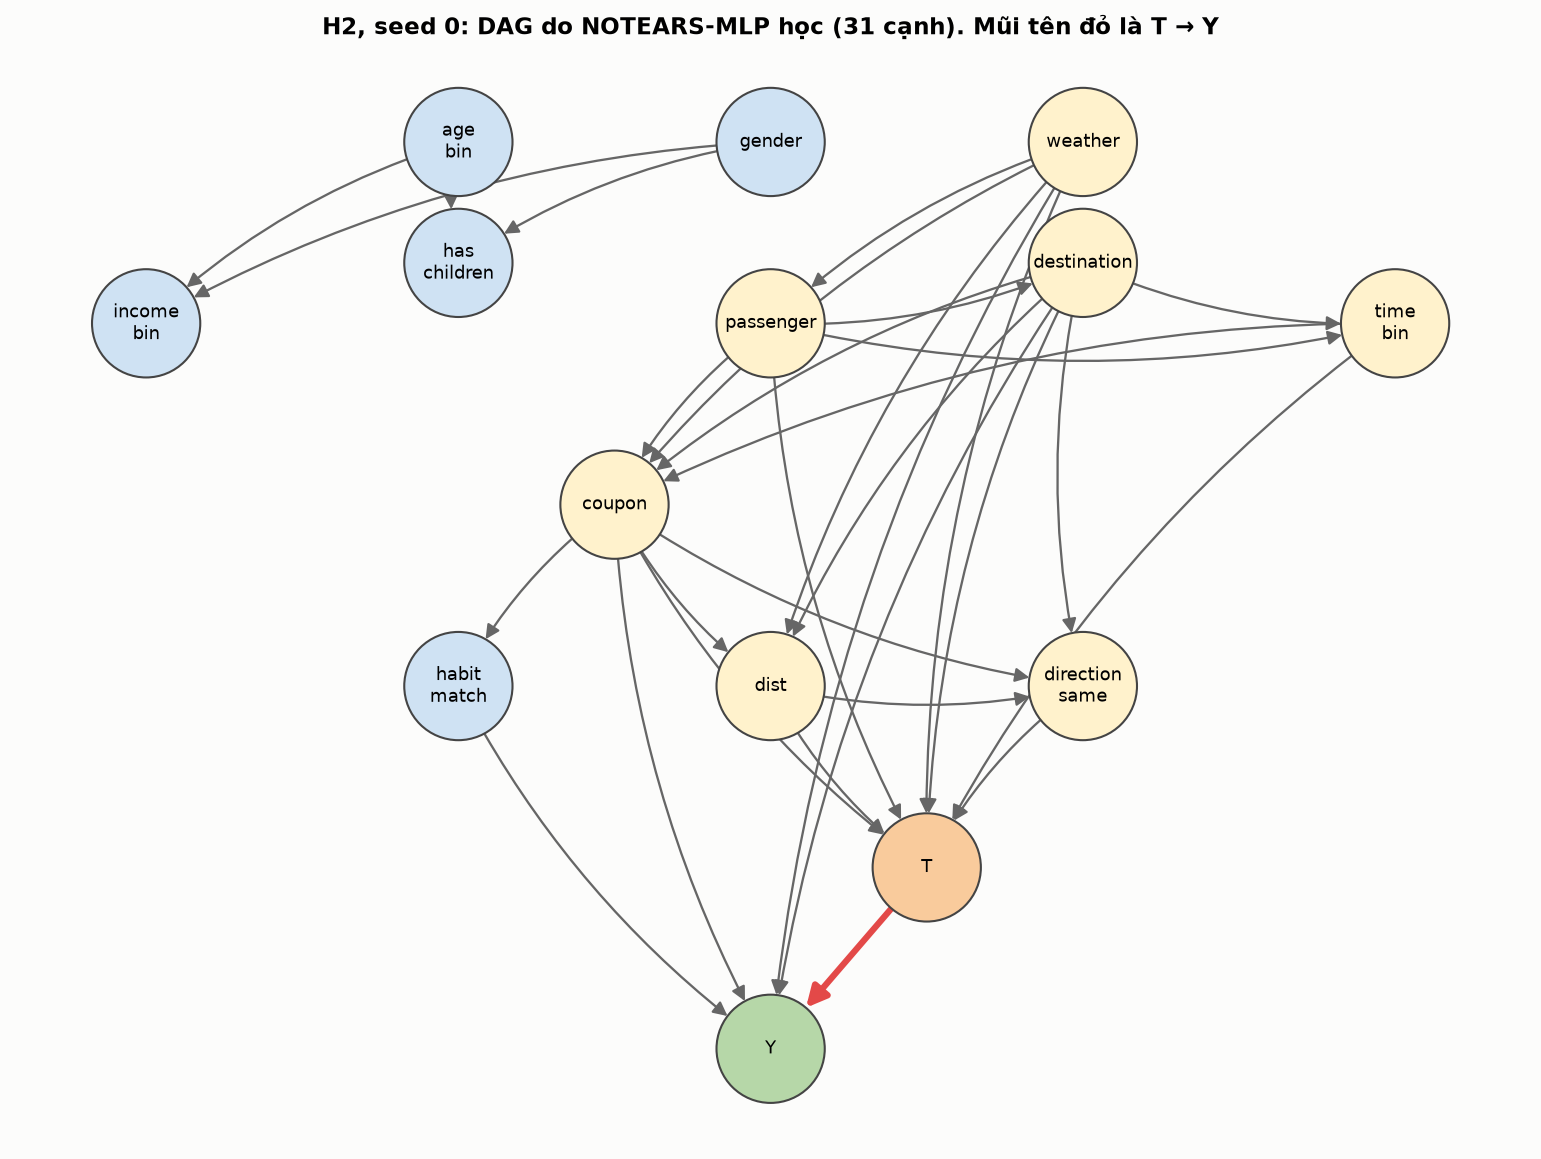 H2, seed 0: DAG do NOTEARS-MLP học (31 cạnh). Mũi tên đỏ là T → Y
age
bin
gender
weather
has
children
destination
income
bin
passenger
time
bin
coupon
habit
match
dist
direction
same
T
Y